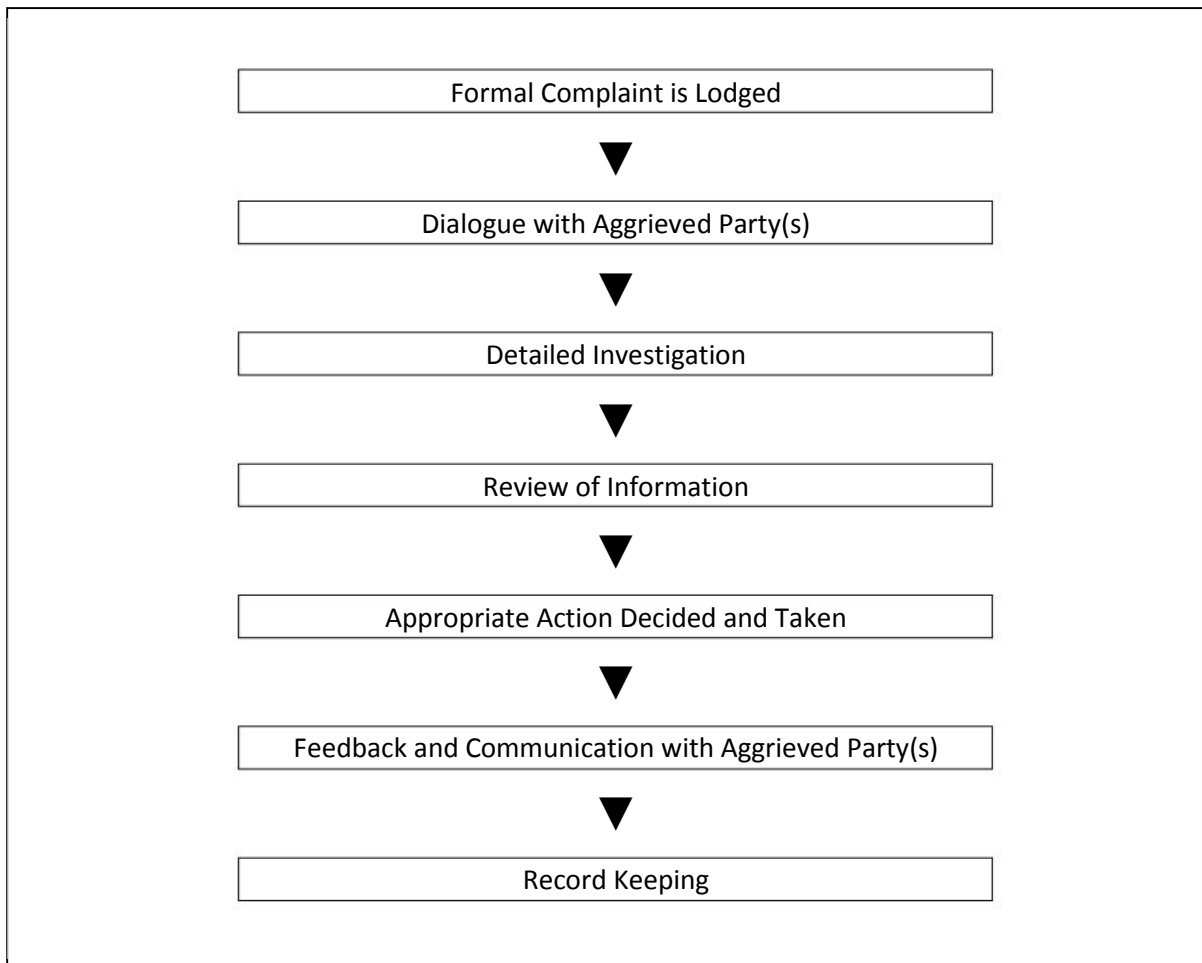 Formal Complaint is Lodged
Dialogue with Aggrieved Party(s)
Detailed Investigation
Review of Information
Appropriate Action Decided and Taken
Feedback and Communication with Aggrieved Party(s)
Record Keeping